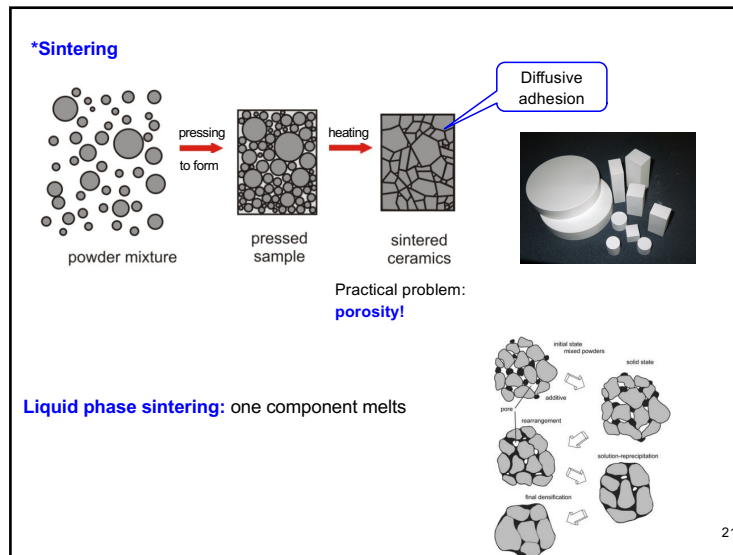 *Sintering
Diffusive
adhesion
pressing
to form
heating
powder mixture
pressed
sample
sintered
ceramics
Practical problem:
porosity!
initial state
mixed powders
solid state
additive
pore
rearrangement
Liquid phase sintering: one component melts
solution-reprecipitation
final densification
21